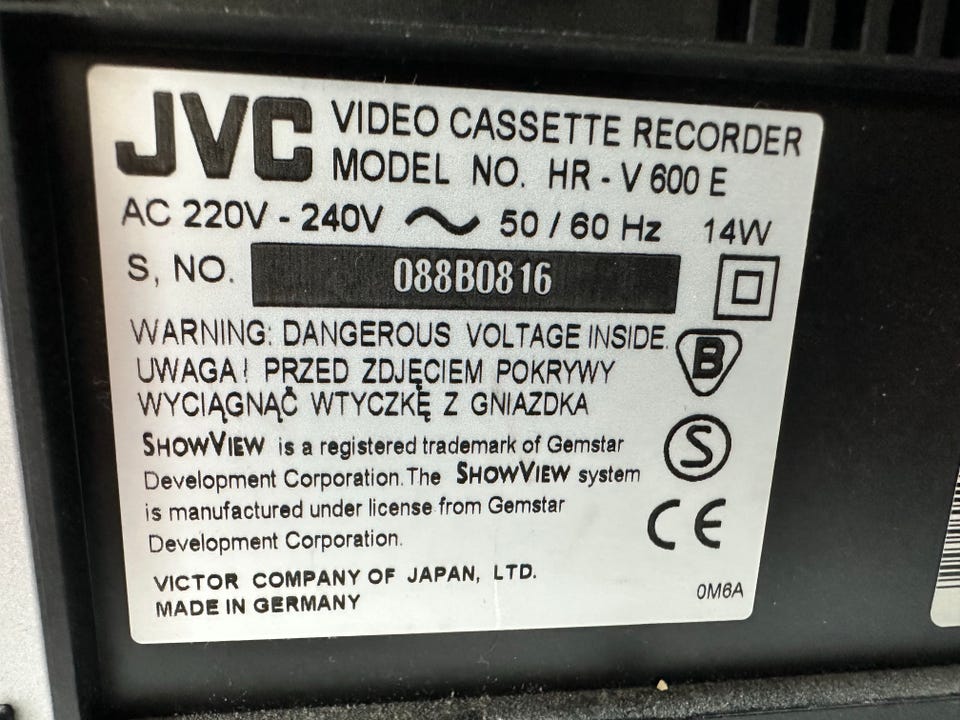 JVC VIDEO CASSETTE RECORDER
MODEL NO. HR - V 600 E
AC 220V - 240V ～ 50 / 60 Hz 14W
S, NO. 088B0816
WARNING: DANGEROUS VOLTAGE INSIDE.
UWAGA! PRZED ZDJĘCIEM POKRYWY
WYCIĄGNĄĆ WTYCZKĘ Z GNIAZDKA
B
SHOWVIEW is a registered trademark of Gemstar
Development Corporation. The SHOWVIEW system
is manufactured under license from Gemstar
Development Corporation.
S
CE
VICTOR COMPANY OF JAPAN, LTD.
MADE IN GERMANY
0M6A